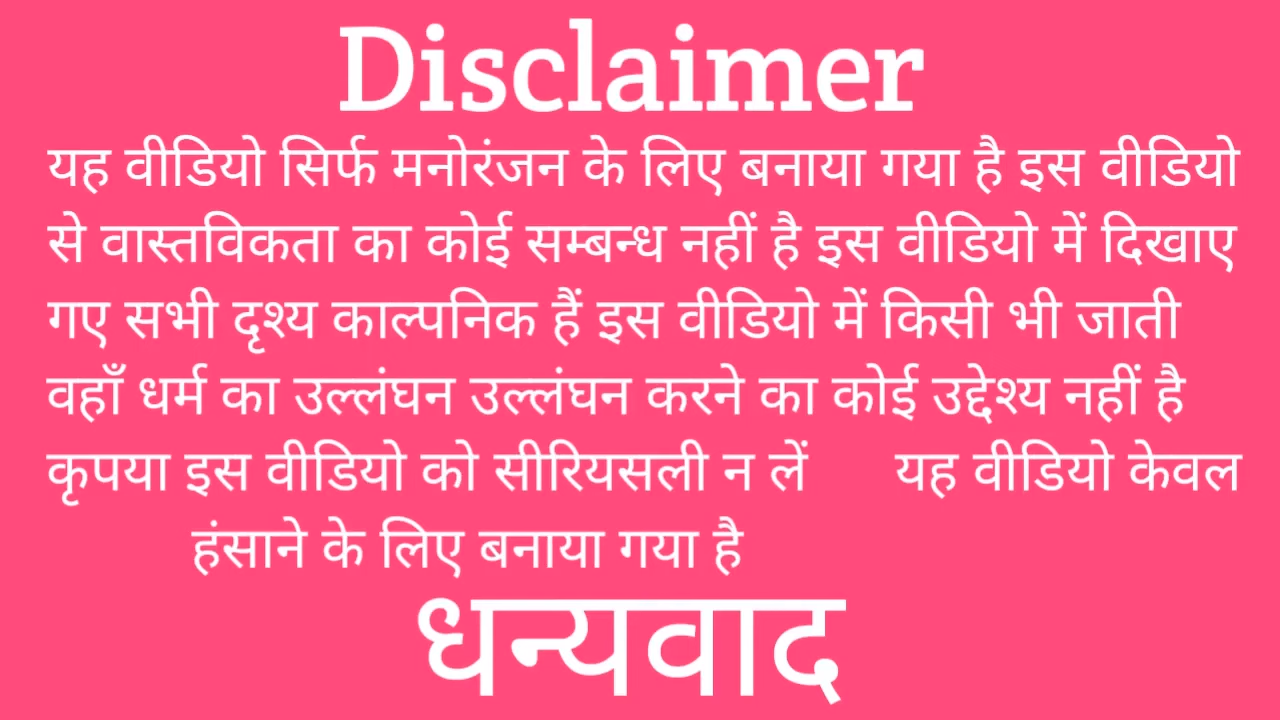 Disclaimer
यह वीडियो सिर्फ मनोरंजन के लिए बनाया गया है इस वीडियो
से वास्तविकता का कोई सम्बन्ध नहीं है इस वीडियो में दिखाए
गए सभी दृश्य काल्पनिक हैं इस वीडियो में किसी भी जाती
वहाँ धर्म का उल्लंघन उल्लंघन करने का कोई उद्देश्य नहीं है
कृपया इस वीडियो को सीरियसली न लें यह वीडियो केवल
हंसाने के लिए बनाया गया है
धन्यवाद